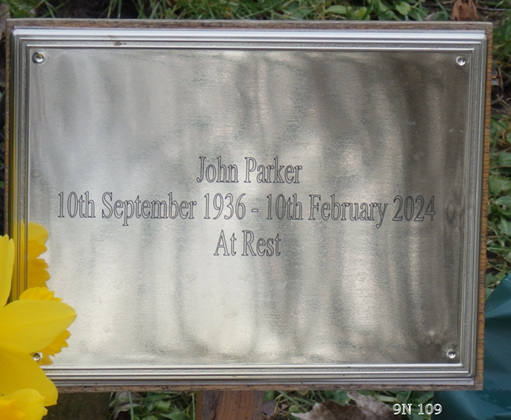 John Parker
10th September 1936 - 10th February 2024
At Rest
9N 109